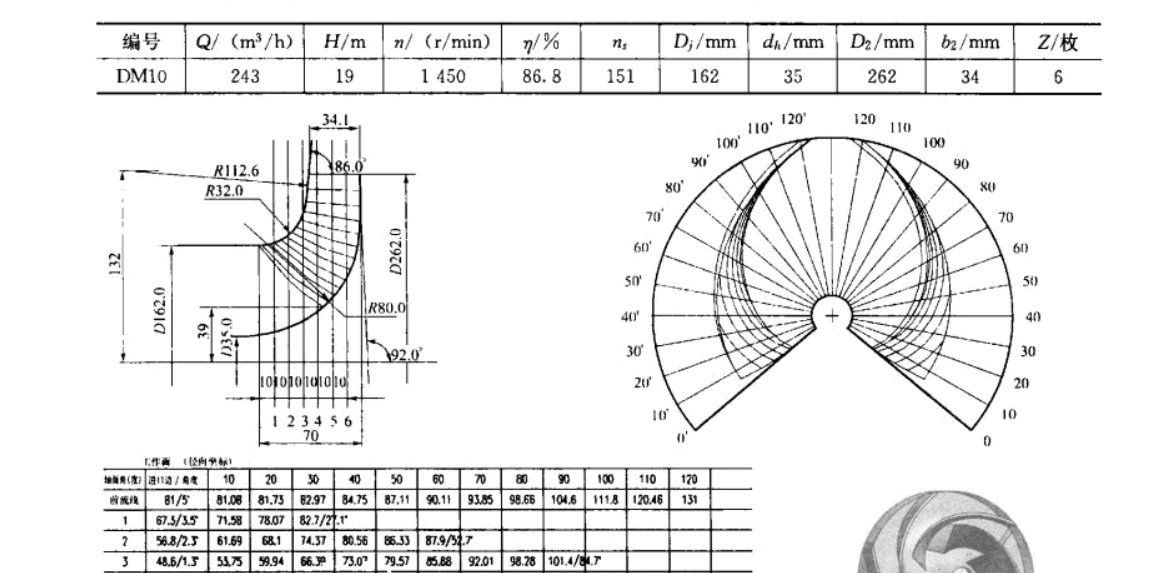 编号 Q/ (m³/h) H/m n/ (r/min) η/% nₛ Dⱼ/mm dₕ/mm D₂/mm b₂/mm Z/枚
DM10 243 19 1 450 86.8 151 162 35 262 34 6
34.1
R112.6
86.0°
R32.0
132
D162.0
39
D35.0
D262.0
R80.0
92.0°
10 10 10 10 10 10
1 2 3 4 5 6
70
120' 120
110' 110
100' 100
90' 90
80' 80
70' 70
60' 60
50' 50
40' 40
30' 30
20' 20
10' 10
0' 0
工作面 (径向坐标)
轴面角(度) 进口边/角度 10 20 30 40 50 60 70 80 90 100 110 120
前流线 81/5° 81.08 81.73 82.97 84.75 87.11 90.11 93.85 98.66 104.6 111.8 120.46 131
1 67.5/3.5° 71.58 78.07 82.7/27.1°
2 56.8/2.3° 61.69 68.1 74.37 80.56 86.33 87.9/52.7°
3 48.6/1.3° 53.75 59.94 66.39 73.07 79.57 85.88 92.01 98.28 101.4/84.7°